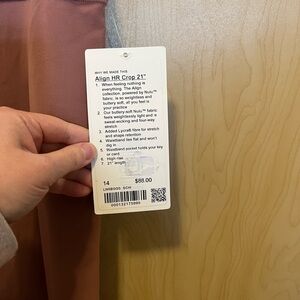 WHY WE MADE THIS
Align HR Crop 21"
1. When feeling nothing is
everything. The Align
collection, powered by Nulu™
fabric, is so weightless and
buttery soft, all you feel is
your practice
2. Our buttery-soft Nulu™ fabric
feels weightlessly light and is
sweat-wicking and four-way
stretch
3. Added Lycra® fibre for stretch
and shape retention
4. Waistband lies flat and won't
dig in
5. Waistband pocket holds your key
or card
6. High rise
7. 21" length
14 $88.00